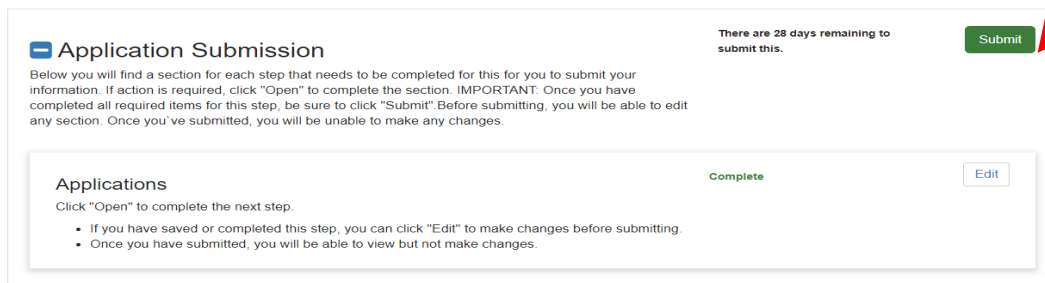 Application Submission
There are 28 days remaining to
submit this.
Submit
Below you will find a section for each step that needs to be completed for this for you to submit your
information. If action is required, click "Open" to complete the section. IMPORTANT: Once you have
completed all required items for this step, be sure to click "Submit".Before submitting, you will be able to edit
any section. Once you`ve submitted, you will be unable to make any changes.
Applications
Complete
Edit
Click "Open" to complete the next step.
• If you have saved or completed this step, you can click "Edit" to make changes before submitting.
• Once you have submitted, you will be able to view but not make changes.